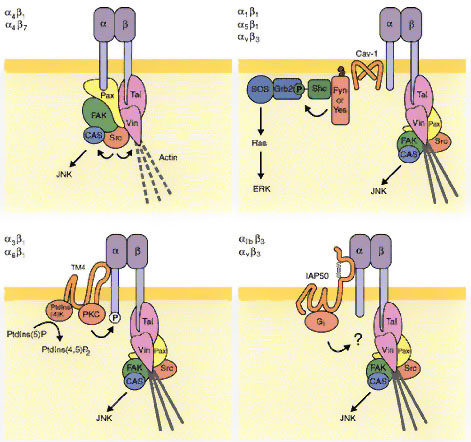 α4β1
α4β7
α β
Pax Tal
FAK
Vin
CAS Src
Actin
JNK
α1β1
α5β1
αvβ3
Cav-1
α β
SOS Grb2 P Shc Fyn
or
Yes
Tal
Ras
Vin Pax
FAK Src
CAS
ERK
JNK
α3β1
α6β1
α β
TM4
PtdIns
(4)K
PKC P
PtdIns(5)P
PtdIns(4,5)P2
Tal
Vin Pax
FAK Src
CAS
JNK
αIIbβ3
αvβ3
α β
IAP50
Gi
?
Tal
Vin Pax
FAK Src
CAS
JNK